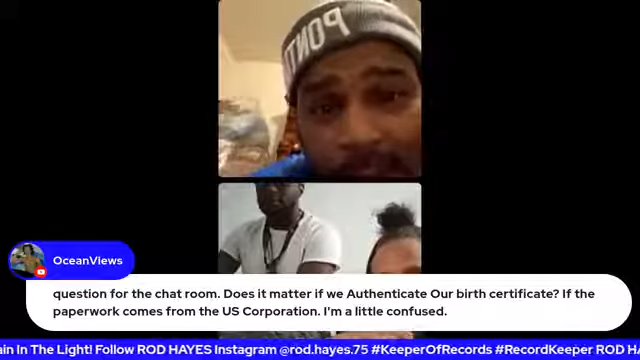 PONTI
OceanViews
question for the chat room. Does it matter if we Authenticate Our birth certificate? If the
paperwork comes from the US Corporation. I'm a little confused.
ain In The Light! Follow ROD HAYES Instagram @rod.hayes.75 #KeeperOfRecords #RecordKeeper ROD HA